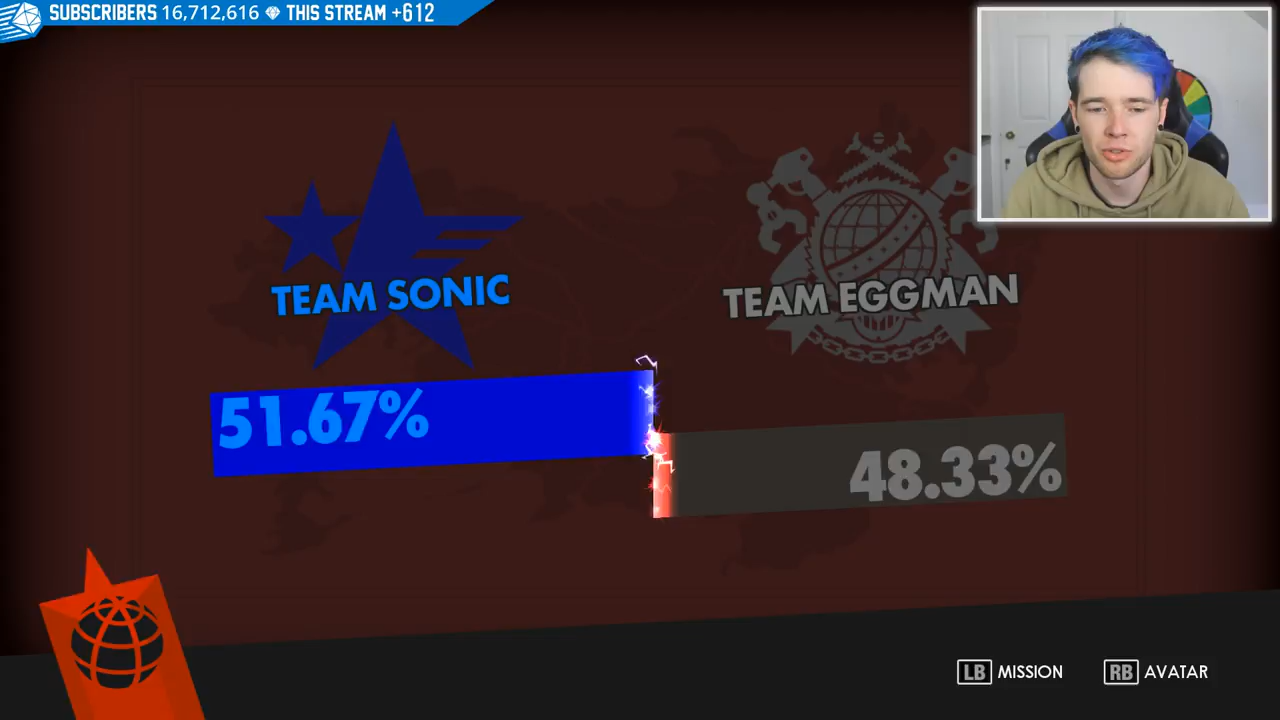 SUBSCRIBERS 16,712,616 THIS STREAM +612
TEAM SONIC
TEAM EGGMAN
51.67%
48.33%
LB MISSION RB AVATAR